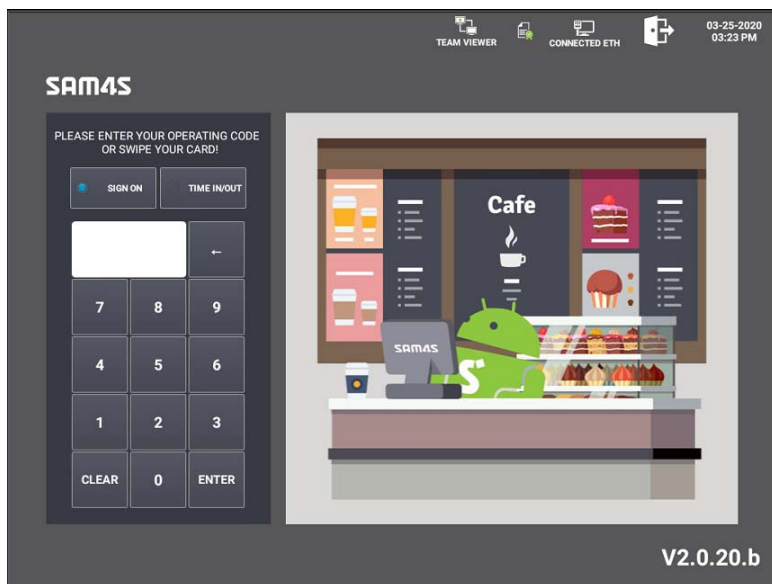 TEAM VIEWER
CONNECTED ETH
03-25-2020
03:23 PM
SAM4S
PLEASE ENTER YOUR OPERATING CODE
OR SWIPE YOUR CARD!
SIGN ON
TIME IN/OUT
←
7 8 9
4 5 6
1 2 3
CLEAR 0 ENTER
Cafe
SAM4S
S
V2.0.20.b